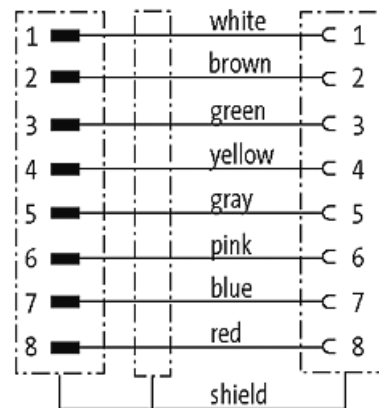 1 white 1
2 brown 2
3 green 3
4 yellow 4
5 gray 5
6 pink 6
7 blue 7
8 red 8
shield